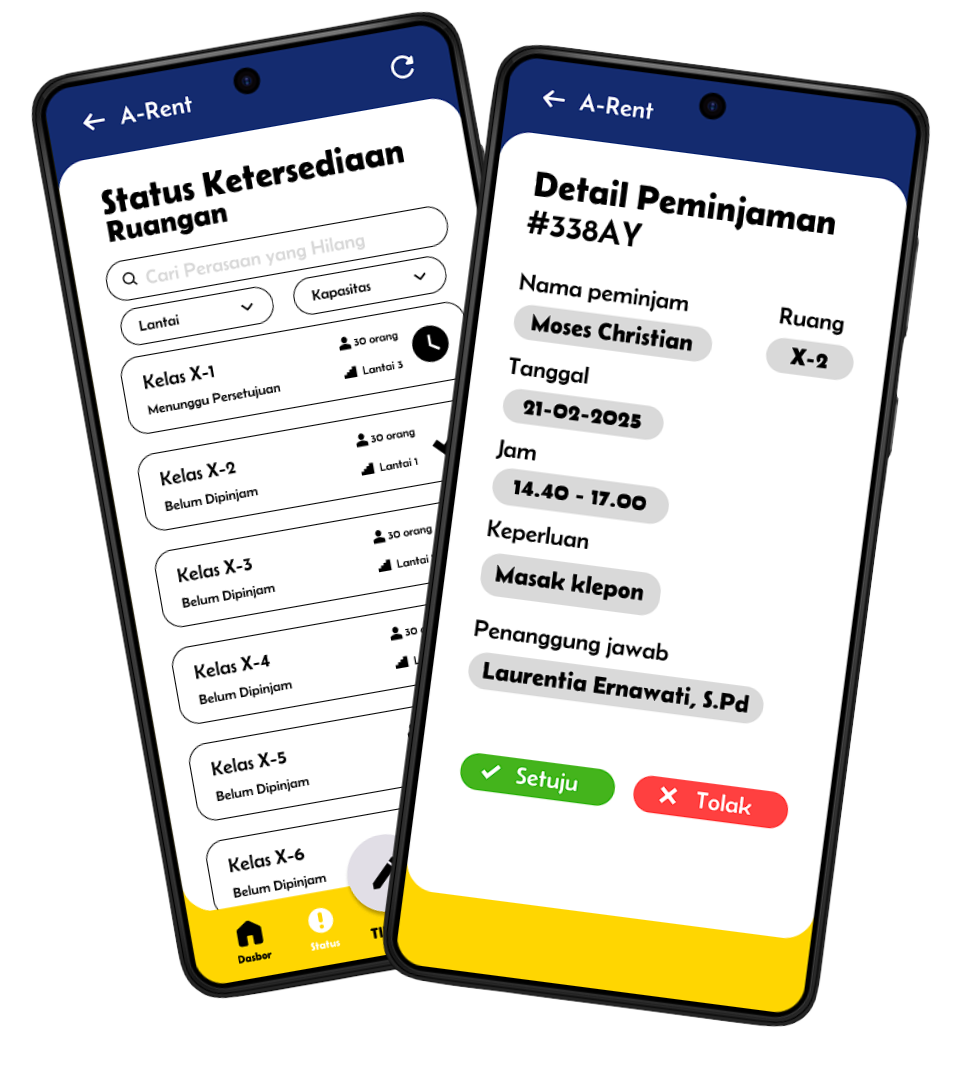 A-Rent
Status Ketersediaan
Ruangan
Cari Perasaan yang Hilang
Lantai
Kapasitas
Kelas X-1
30 orang
Menunggu Persetujuan
Lantai 3
Kelas X-2
30 orang
Belum Dipinjam
Lantai 1
Kelas X-3
30 orang
Belum Dipinjam
Lantai
Kelas X-4
30
Belum Dipinjam
L
Kelas X-5
Belum Dipinjam
Kelas X-6
Belum Dipinjam
Dasbor
Status
A-Rent
Detail Peminjaman
#338AY
Nama peminjam
Moses Christian
Ruang
X-2
Tanggal
21-02-2025
Jam
14.40 - 17.00
Keperluan
Masak klepon
Penanggung jawab
Laurentia Ernawati, S.Pd
Setuju
Tolak